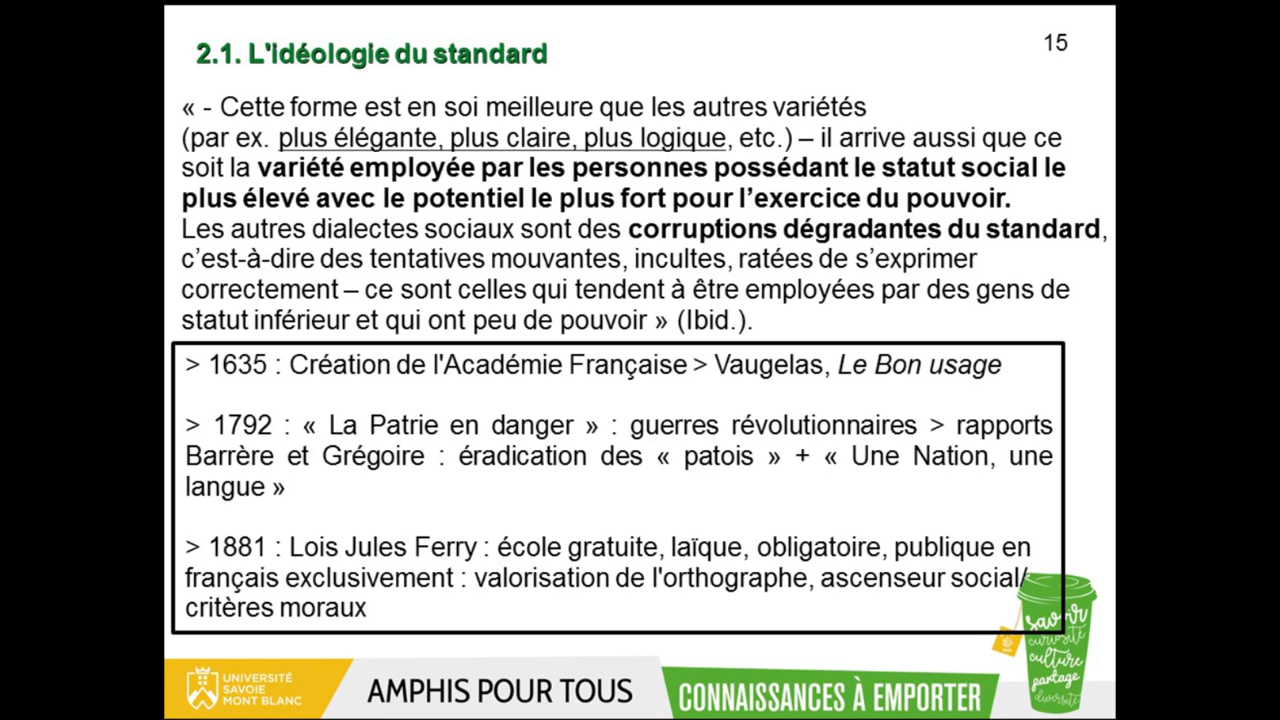 2.1. L'idéologie du standard
15
« - Cette forme est en soi meilleure que les autres variétés
(par ex. plus élégante, plus claire, plus logique, etc.) – il arrive aussi que ce
soit la variété employée par les personnes possédant le statut social le
plus élevé avec le potentiel le plus fort pour l’exercice du pouvoir.
Les autres dialectes sociaux sont des corruptions dégradantes du standard,
c’est-à-dire des tentatives mouvantes, incultes, ratées de s’exprimer
correctement – ce sont celles qui tendent à être employées par des gens de
statut inférieur et qui ont peu de pouvoir » (Ibid.).
> 1635 : Création de l'Académie Française > Vaugelas, Le Bon usage
> 1792 : « La Patrie en danger » : guerres révolutionnaires > rapports
Barrère et Grégoire : éradication des « patois » + « Une Nation, une
langue »
> 1881 : Lois Jules Ferry : école gratuite, laïque, obligatoire, publique en
français exclusivement : valorisation de l'orthographe, ascenseur social/
critères moraux
savoir
curiosité
culture
partage
diversité
UNIVERSITÉ
SAVOIE
MONT BLANC
AMPHIS POUR TOUS
CONNAISSANCES À EMPORTER